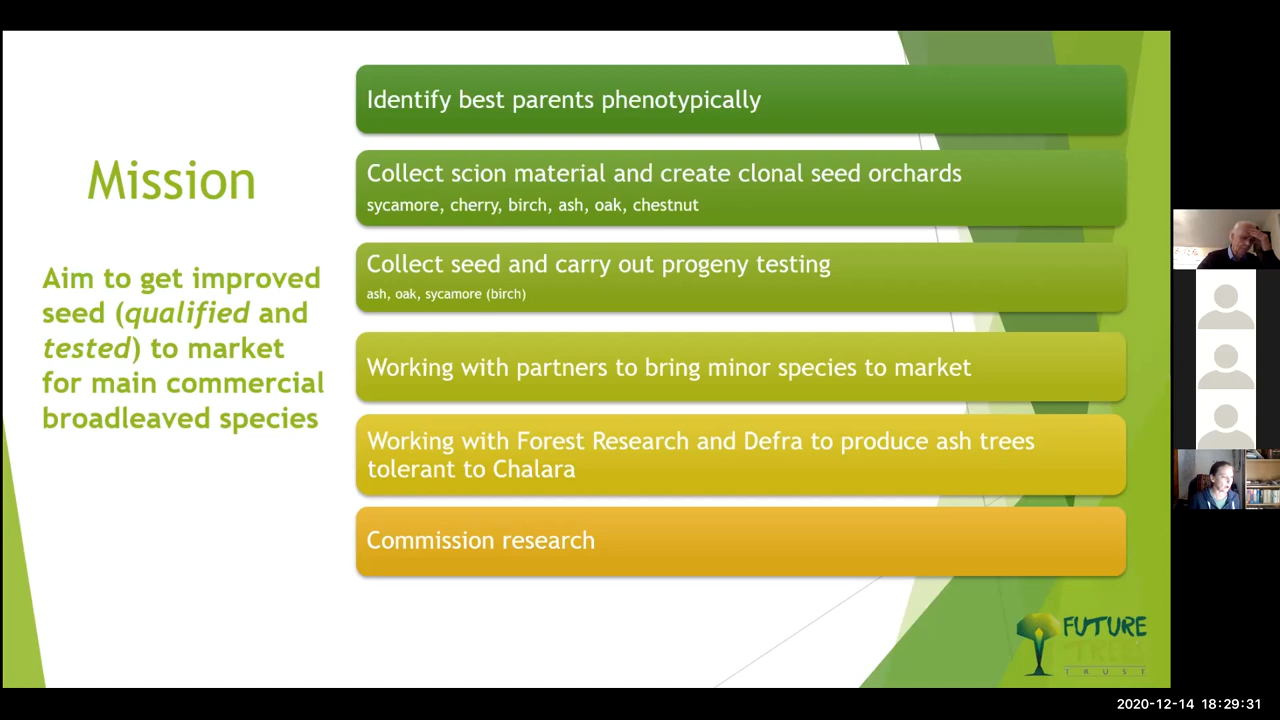 Mission
Aim to get improved
seed (qualified and
tested) to market
for main commercial
broadleaved species
Identify best parents phenotypically
Collect scion material and create clonal seed orchards
sycamore, cherry, birch, ash, oak, chestnut
Collect seed and carry out progeny testing
ash, oak, sycamore (birch)
Working with partners to bring minor species to market
Working with Forest Research and Defra to produce ash trees
tolerant to Chalara
Commission research
FUTURE
TREES
TRUST
2020-12-14 18:29:31